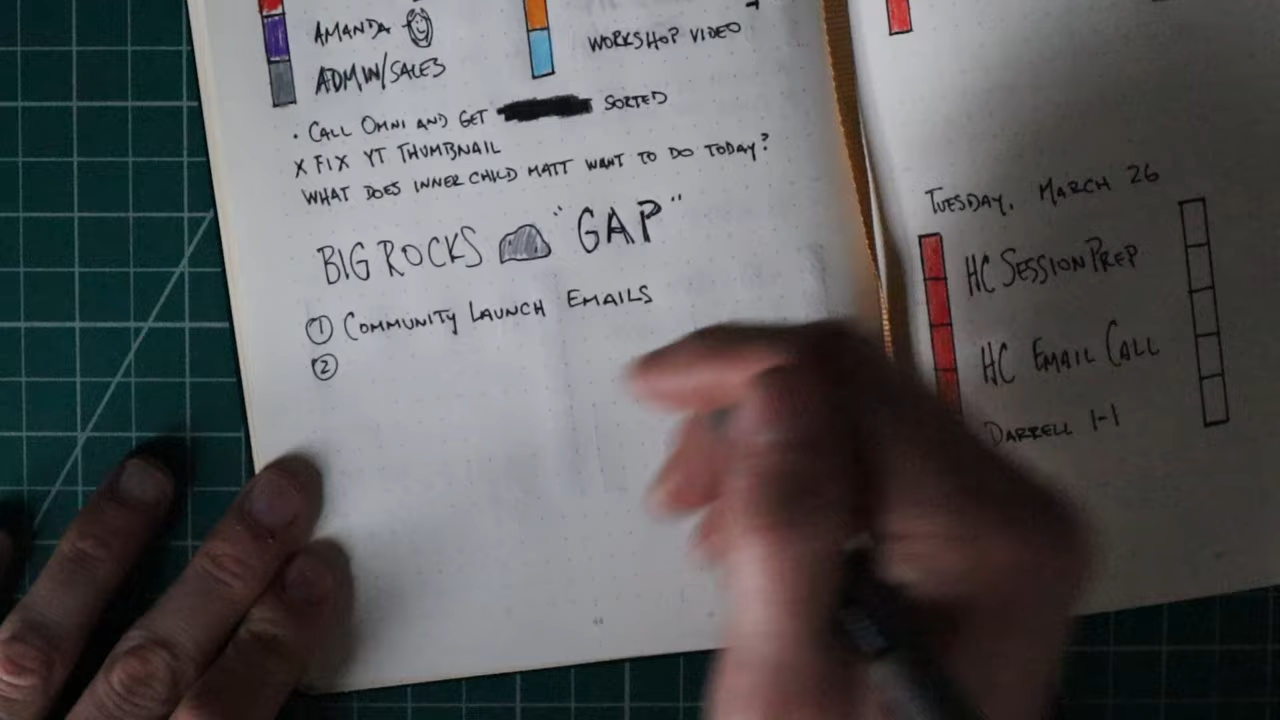 AMANDA
ADMIN/SALES
WORKSHOP VIDEO
• CALL OMNI AND GET SORTED
X FIX YT THUMBNAIL
WHAT DOES INNER CHILD MATT WANT TO DO TODAY?
BIG ROCKS "GAP"
① COMMUNITY LAUNCH EMAILS
②
TUESDAY, MARCH 26
HC SESSION PREP
HC EMAIL CALL
DARRELL 1-1